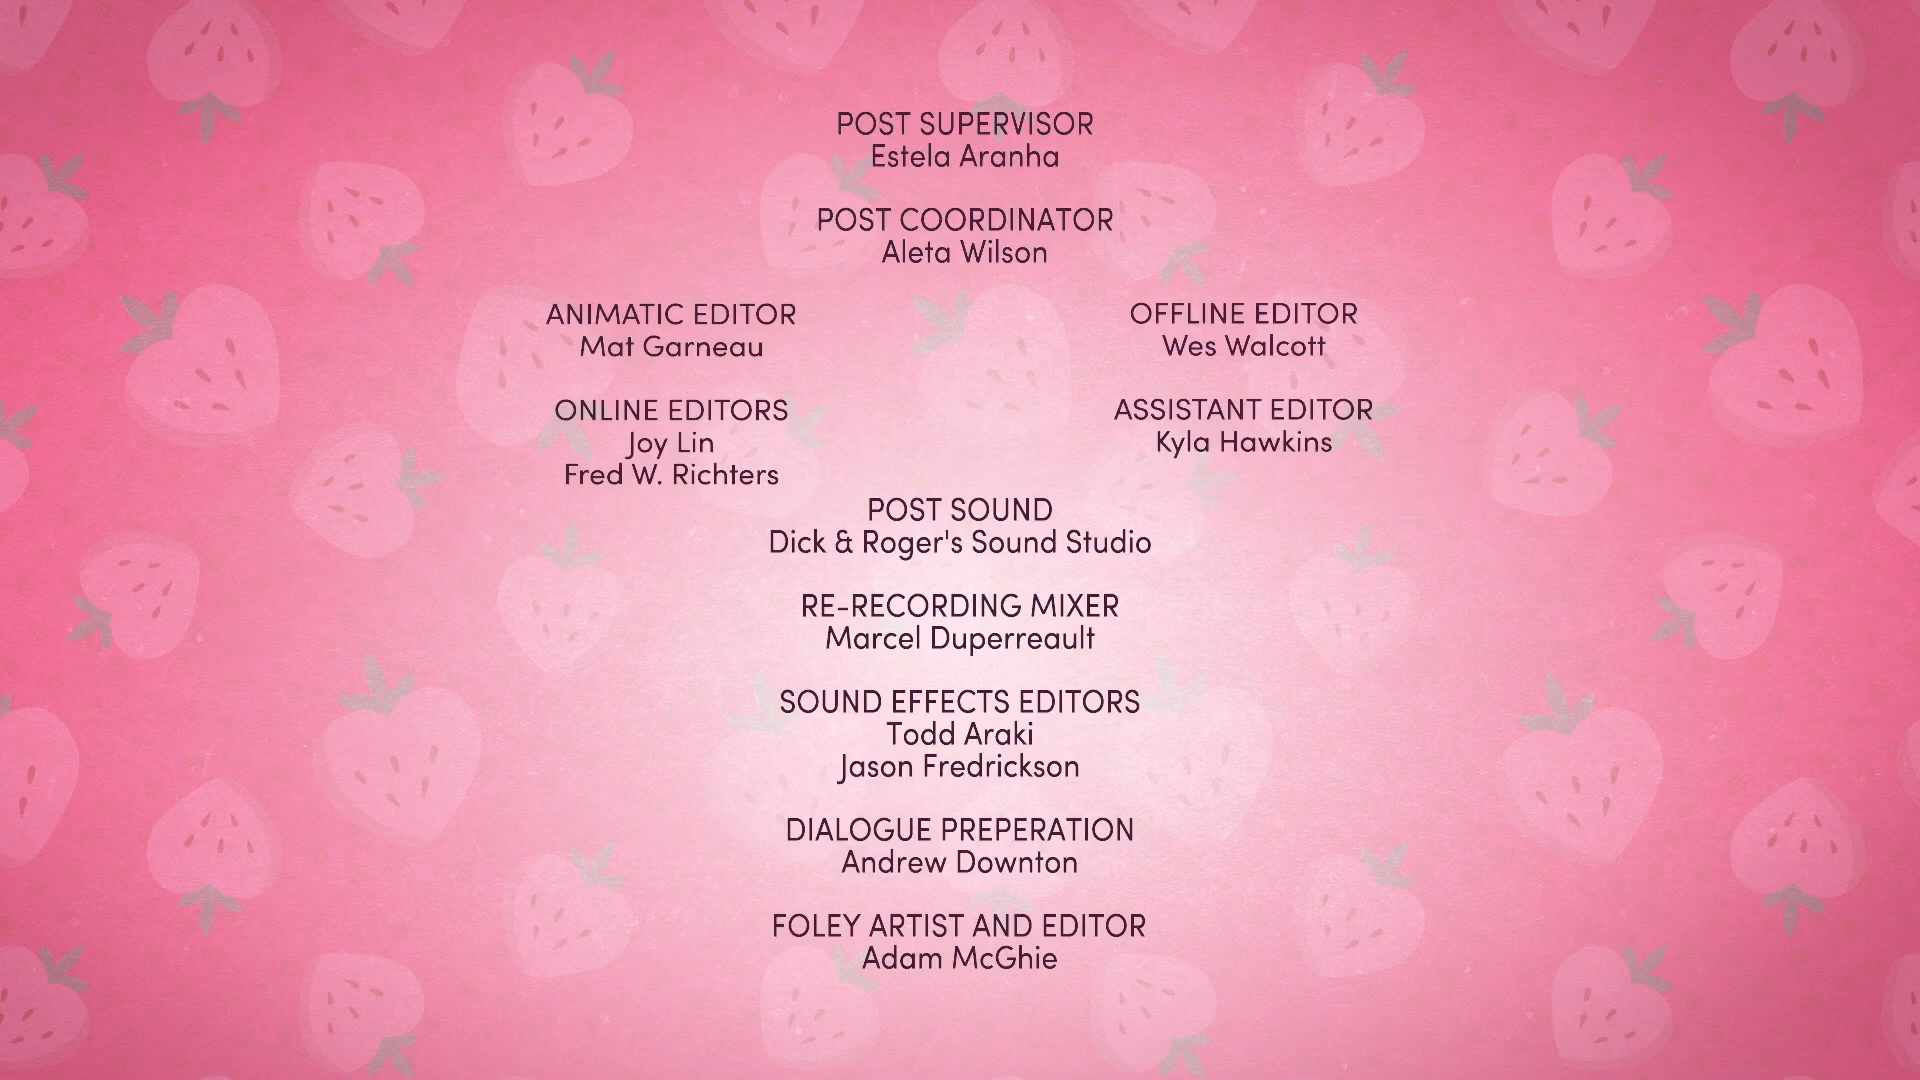 POST SUPERVISOR
Estela Aranha
POST COORDINATOR
Aleta Wilson
ANIMATIC EDITOR
Mat Garneau
OFFLINE EDITOR
Wes Walcott
ONLINE EDITORS
Joy Lin
Fred W. Richters
ASSISTANT EDITOR
Kyla Hawkins
POST SOUND
Dick & Roger's Sound Studio
RE-RECORDING MIXER
Marcel Duperreault
SOUND EFFECTS EDITORS
Todd Araki
Jason Fredrickson
DIALOGUE PREPERATION
Andrew Downton
FOLEY ARTIST AND EDITOR
Adam McGhie